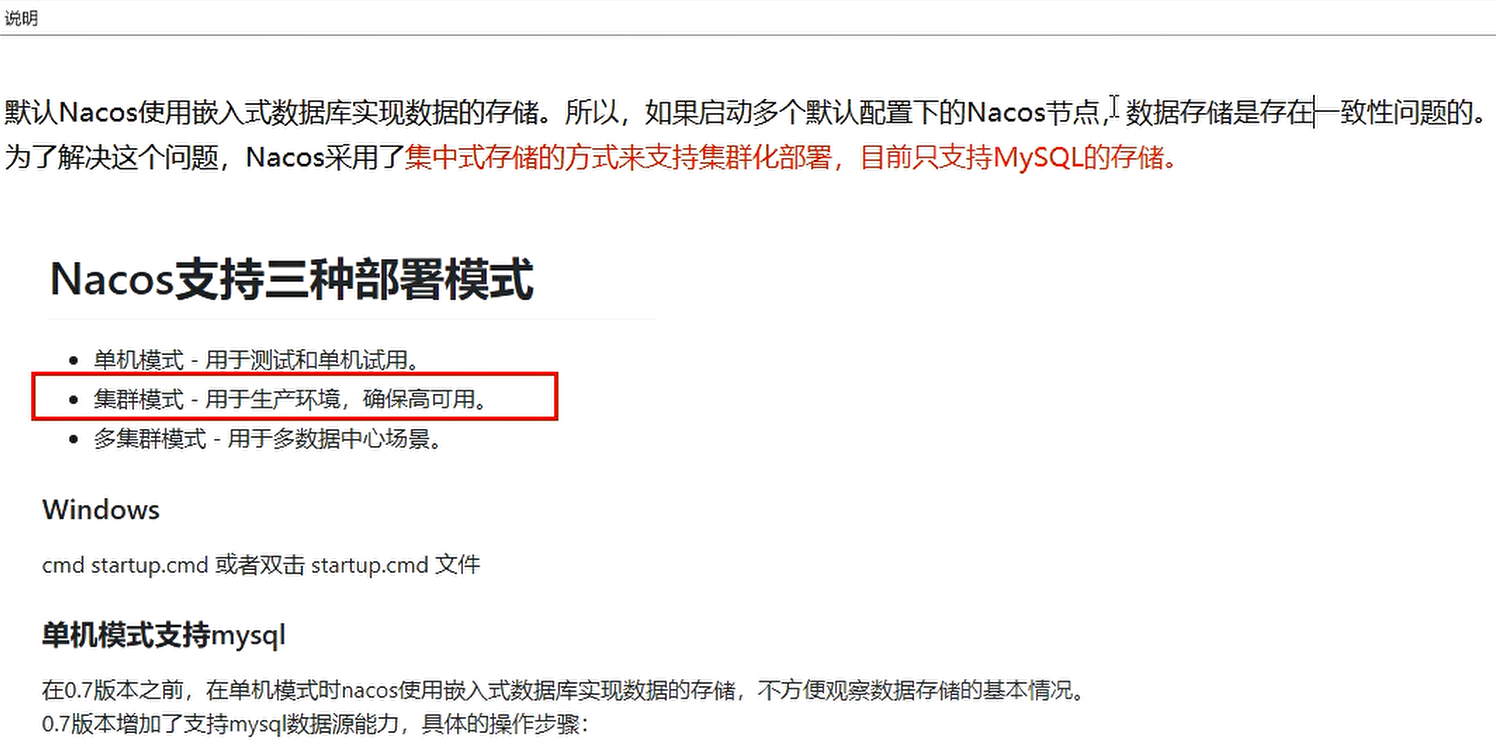 说明
默认Nacos使用嵌入式数据库实现数据的存储。所以，如果启动多个默认配置下的Nacos节点，数据存储是存在一致性问题的。
为了解决这个问题，Nacos采用了集中式存储的方式来支持集群化部署，目前只支持MySQL的存储。
Nacos支持三种部署模式
• 单机模式 - 用于测试和单机试用。
• 集群模式 - 用于生产环境，确保高可用。
• 多集群模式 - 用于多数据中心场景。
Windows
cmd startup.cmd 或者双击 startup.cmd 文件
单机模式支持mysql
在0.7版本之前，在单机模式时nacos使用嵌入式数据库实现数据的存储，不方便观察数据存储的基本情况。
0.7版本增加了支持mysql数据源能力，具体的操作步骤：